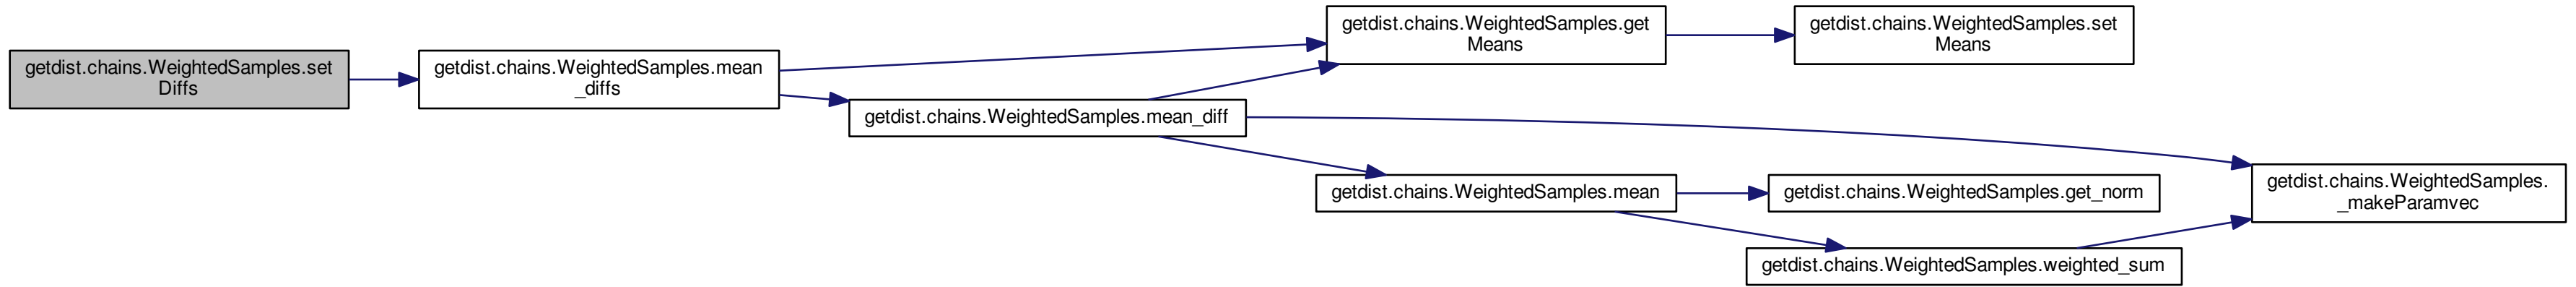 getdist.chains.WeightedSamples.set
Diffs
getdist.chains.WeightedSamples.mean
_diffs
getdist.chains.WeightedSamples.get
Means
getdist.chains.WeightedSamples.set
Means
getdist.chains.WeightedSamples.mean_diff
getdist.chains.WeightedSamples.mean
getdist.chains.WeightedSamples.get_norm
getdist.chains.WeightedSamples.
_makeParamvec
getdist.chains.WeightedSamples.weighted_sum